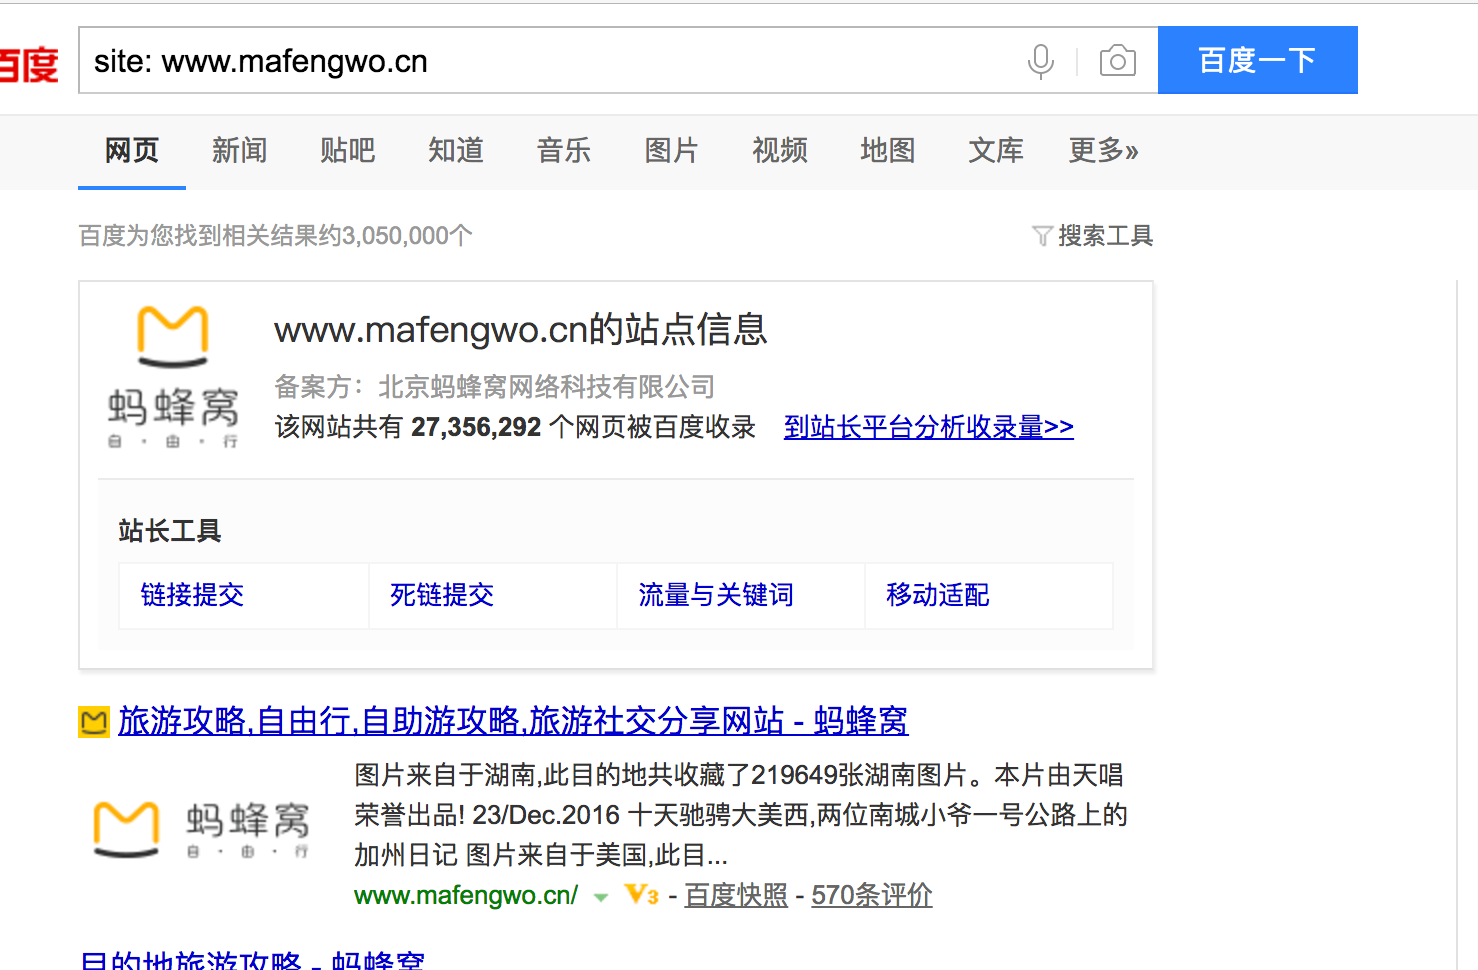 百度
site: www.mafengwo.cn
百度一下
网页 新闻 贴吧 知道 音乐 图片 视频 地图 文库 更多»
百度为您找到相关结果约3,050,000个
搜索工具
蚂蜂窝
自·由·行
www.mafengwo.cn的站点信息
备案方：北京蚂蜂窝网络科技有限公司
该网站共有 27,356,292 个网页被百度收录 到站长平台分析收录量>>
站长工具
链接提交 死链提交 流量与关键词 移动适配
旅游攻略,自由行,自助游攻略,旅游社交分享网站 - 蚂蜂窝
蚂蜂窝
自·由·行
图片来自于湖南,此目的地共收藏了219649张湖南图片。本片由天唱
荣誉出品! 23/Dec.2016 十天驰骋大美西,两位南城小爷一号公路上的
加州日记 图片来自于美国,此目...
www.mafengwo.cn/ V3 - 百度快照 - 570条评价
目的地旅游攻略 - 蚂蜂窝